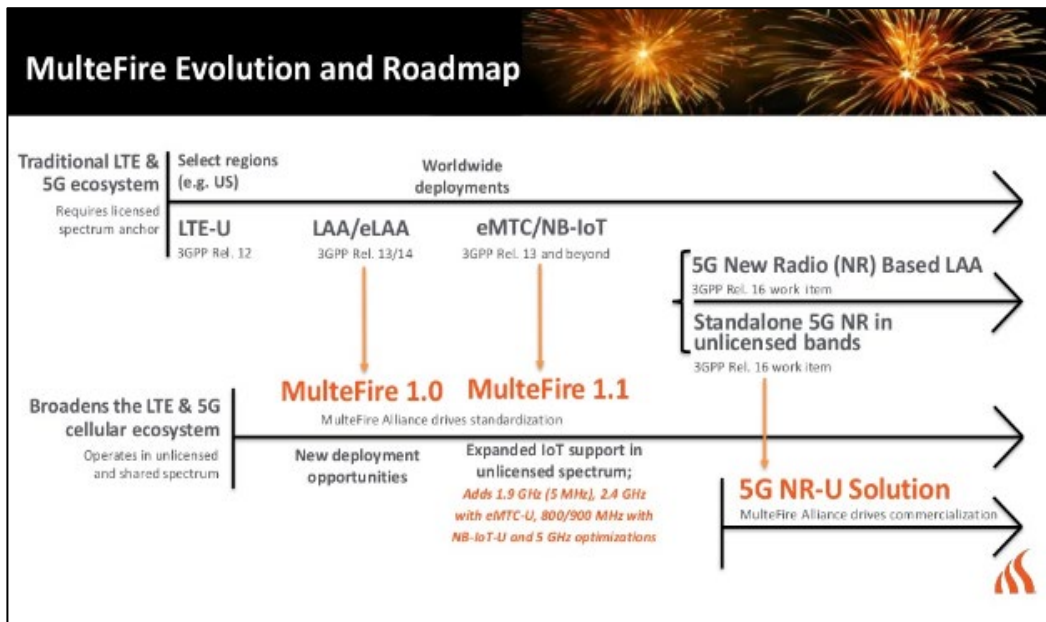 MulteFire Evolution and Roadmap
Traditional LTE &
5G ecosystem
Requires licensed
spectrum anchor
Select regions
(e.g. US)
Worldwide
deployments
LTE-U
3GPP Rel. 12
LAA/eLAA
3GPP Rel. 13/14
eMTC/NB-IoT
3GPP Rel. 13 and beyond
5G New Radio (NR) Based LAA
3GPP Rel. 16 work item
Standalone 5G NR in
unlicensed bands
3GPP Rel. 16 work item
Broadens the LTE & 5G
cellular ecosystem
Operates in unlicensed
and shared spectrum
MulteFire 1.0
MulteFire 1.1
MulteFire Alliance drives standardization
New deployment
opportunities
Expanded IoT support in
unlicensed spectrum;
Adds 1.9 GHz (5 MHz), 2.4 GHz
with eMTC-U, 800/900 MHz with
NB-IoT-U and 5 GHz optimizations
5G NR-U Solution
MulteFire Alliance drives commercialization